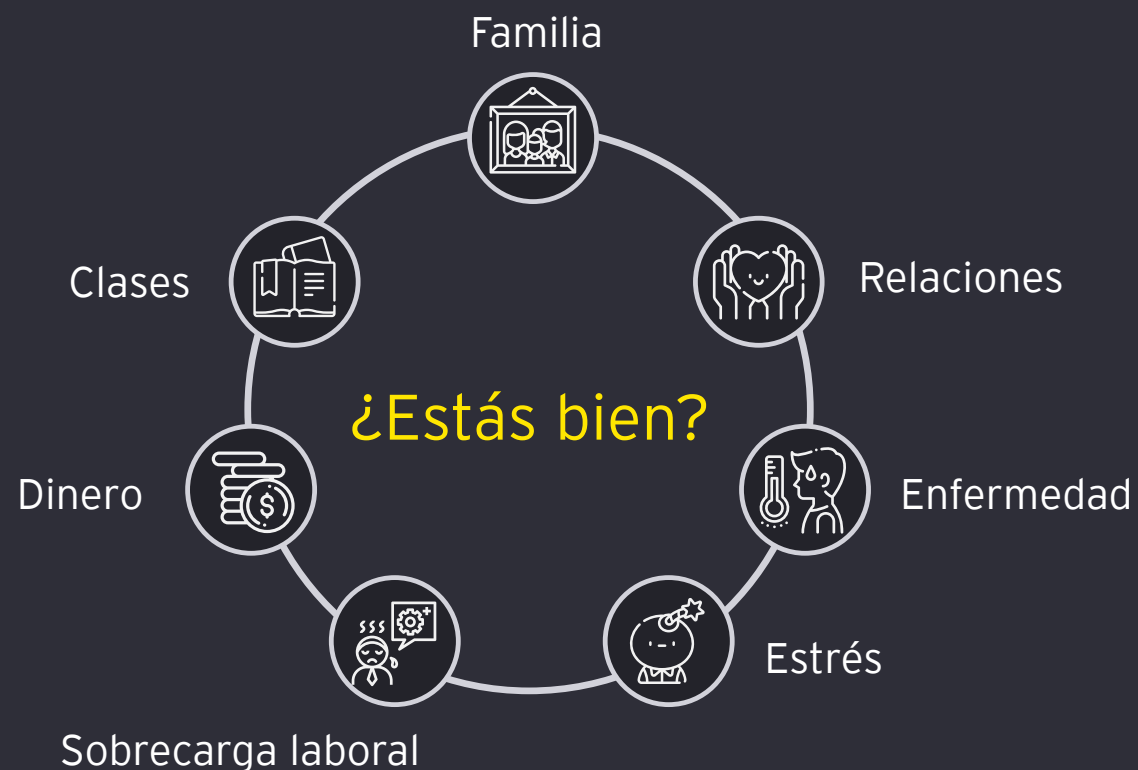 Familia
Relaciones
Clases
¿Estás bien?
Dinero
Enfermedad
Estrés
Sobrecarga laboral
$